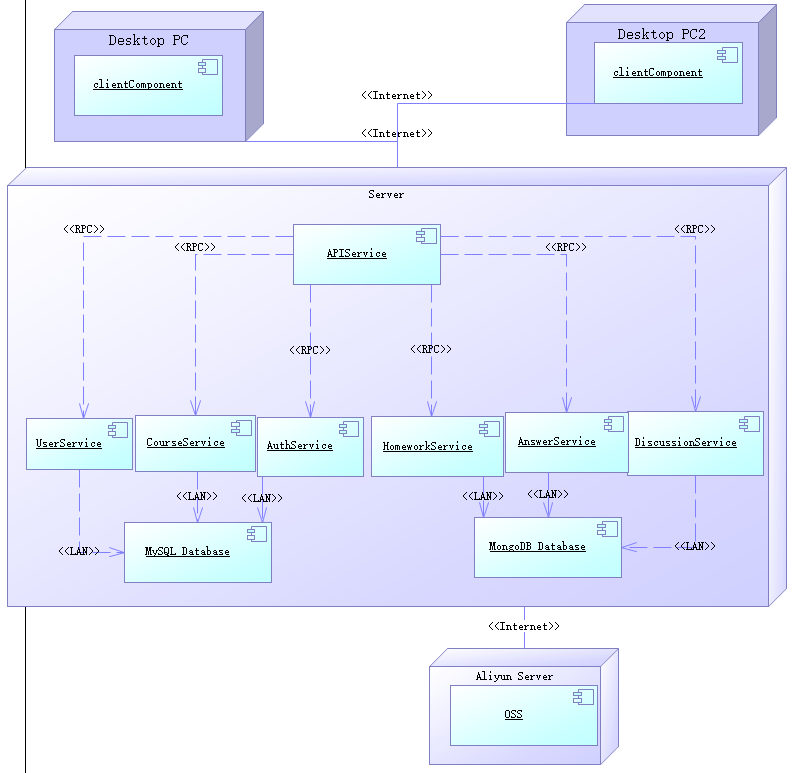 Desktop PC
clientComponent
Desktop PC2
clientComponent
<<Internet>>
<<Internet>>
Server
<<RPC>>
<<RPC>>
APIService
<<RPC>>
<<RPC>>
<<RPC>>
<<RPC>>
UserService
CourseService
AuthService
HomeworkService
AnswerService
DiscussionService
<<LAN>>
<<LAN>>
<<LAN>>
<<LAN>>
<<LAN>>
MySQL Database
MongoDB Database
<<LAN>>
<<Internet>>
Aliyun Server
OSS